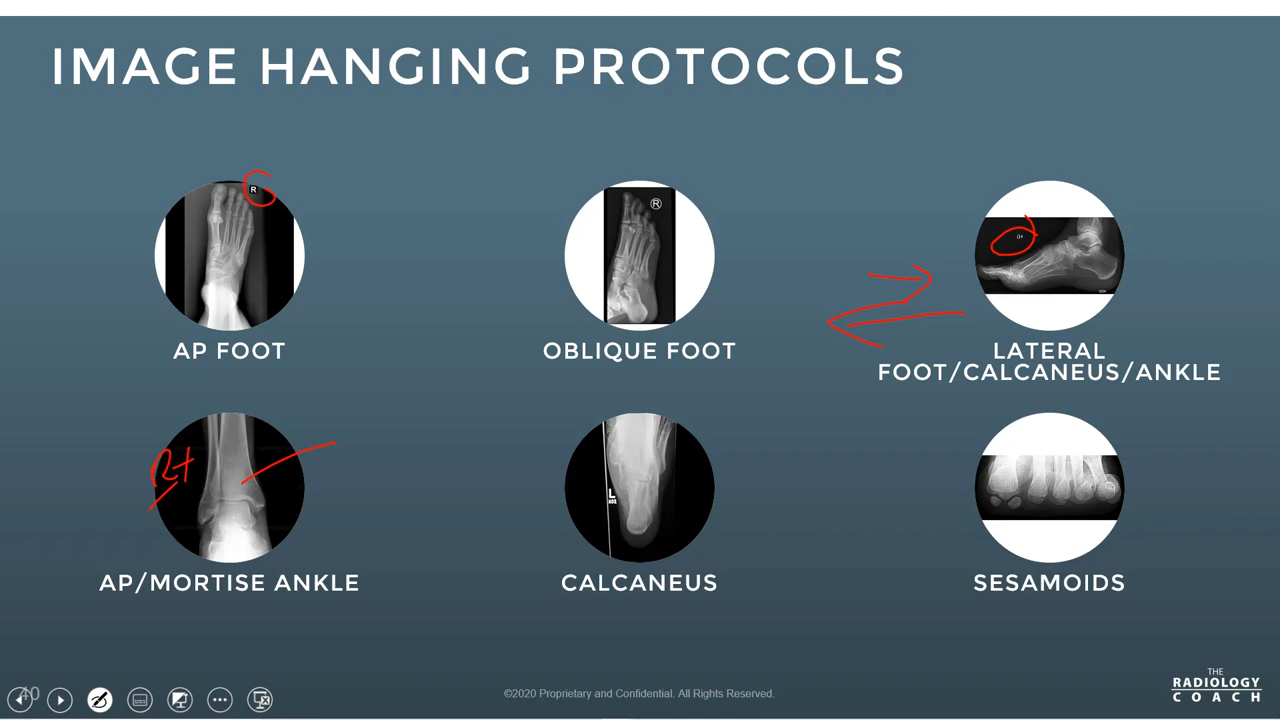 IMAGE HANGING PROTOCOLS
R
R
AP FOOT
OBLIQUE FOOT
LATERAL
FOOT/CALCANEUS/ANKLE
Rt
L
AP/MORTISE ANKLE
CALCANEUS
SESAMOIDS
40
©2020 Proprietary and Confidential. All Rights Reserved.
THE
RADIOLOGY
COACH